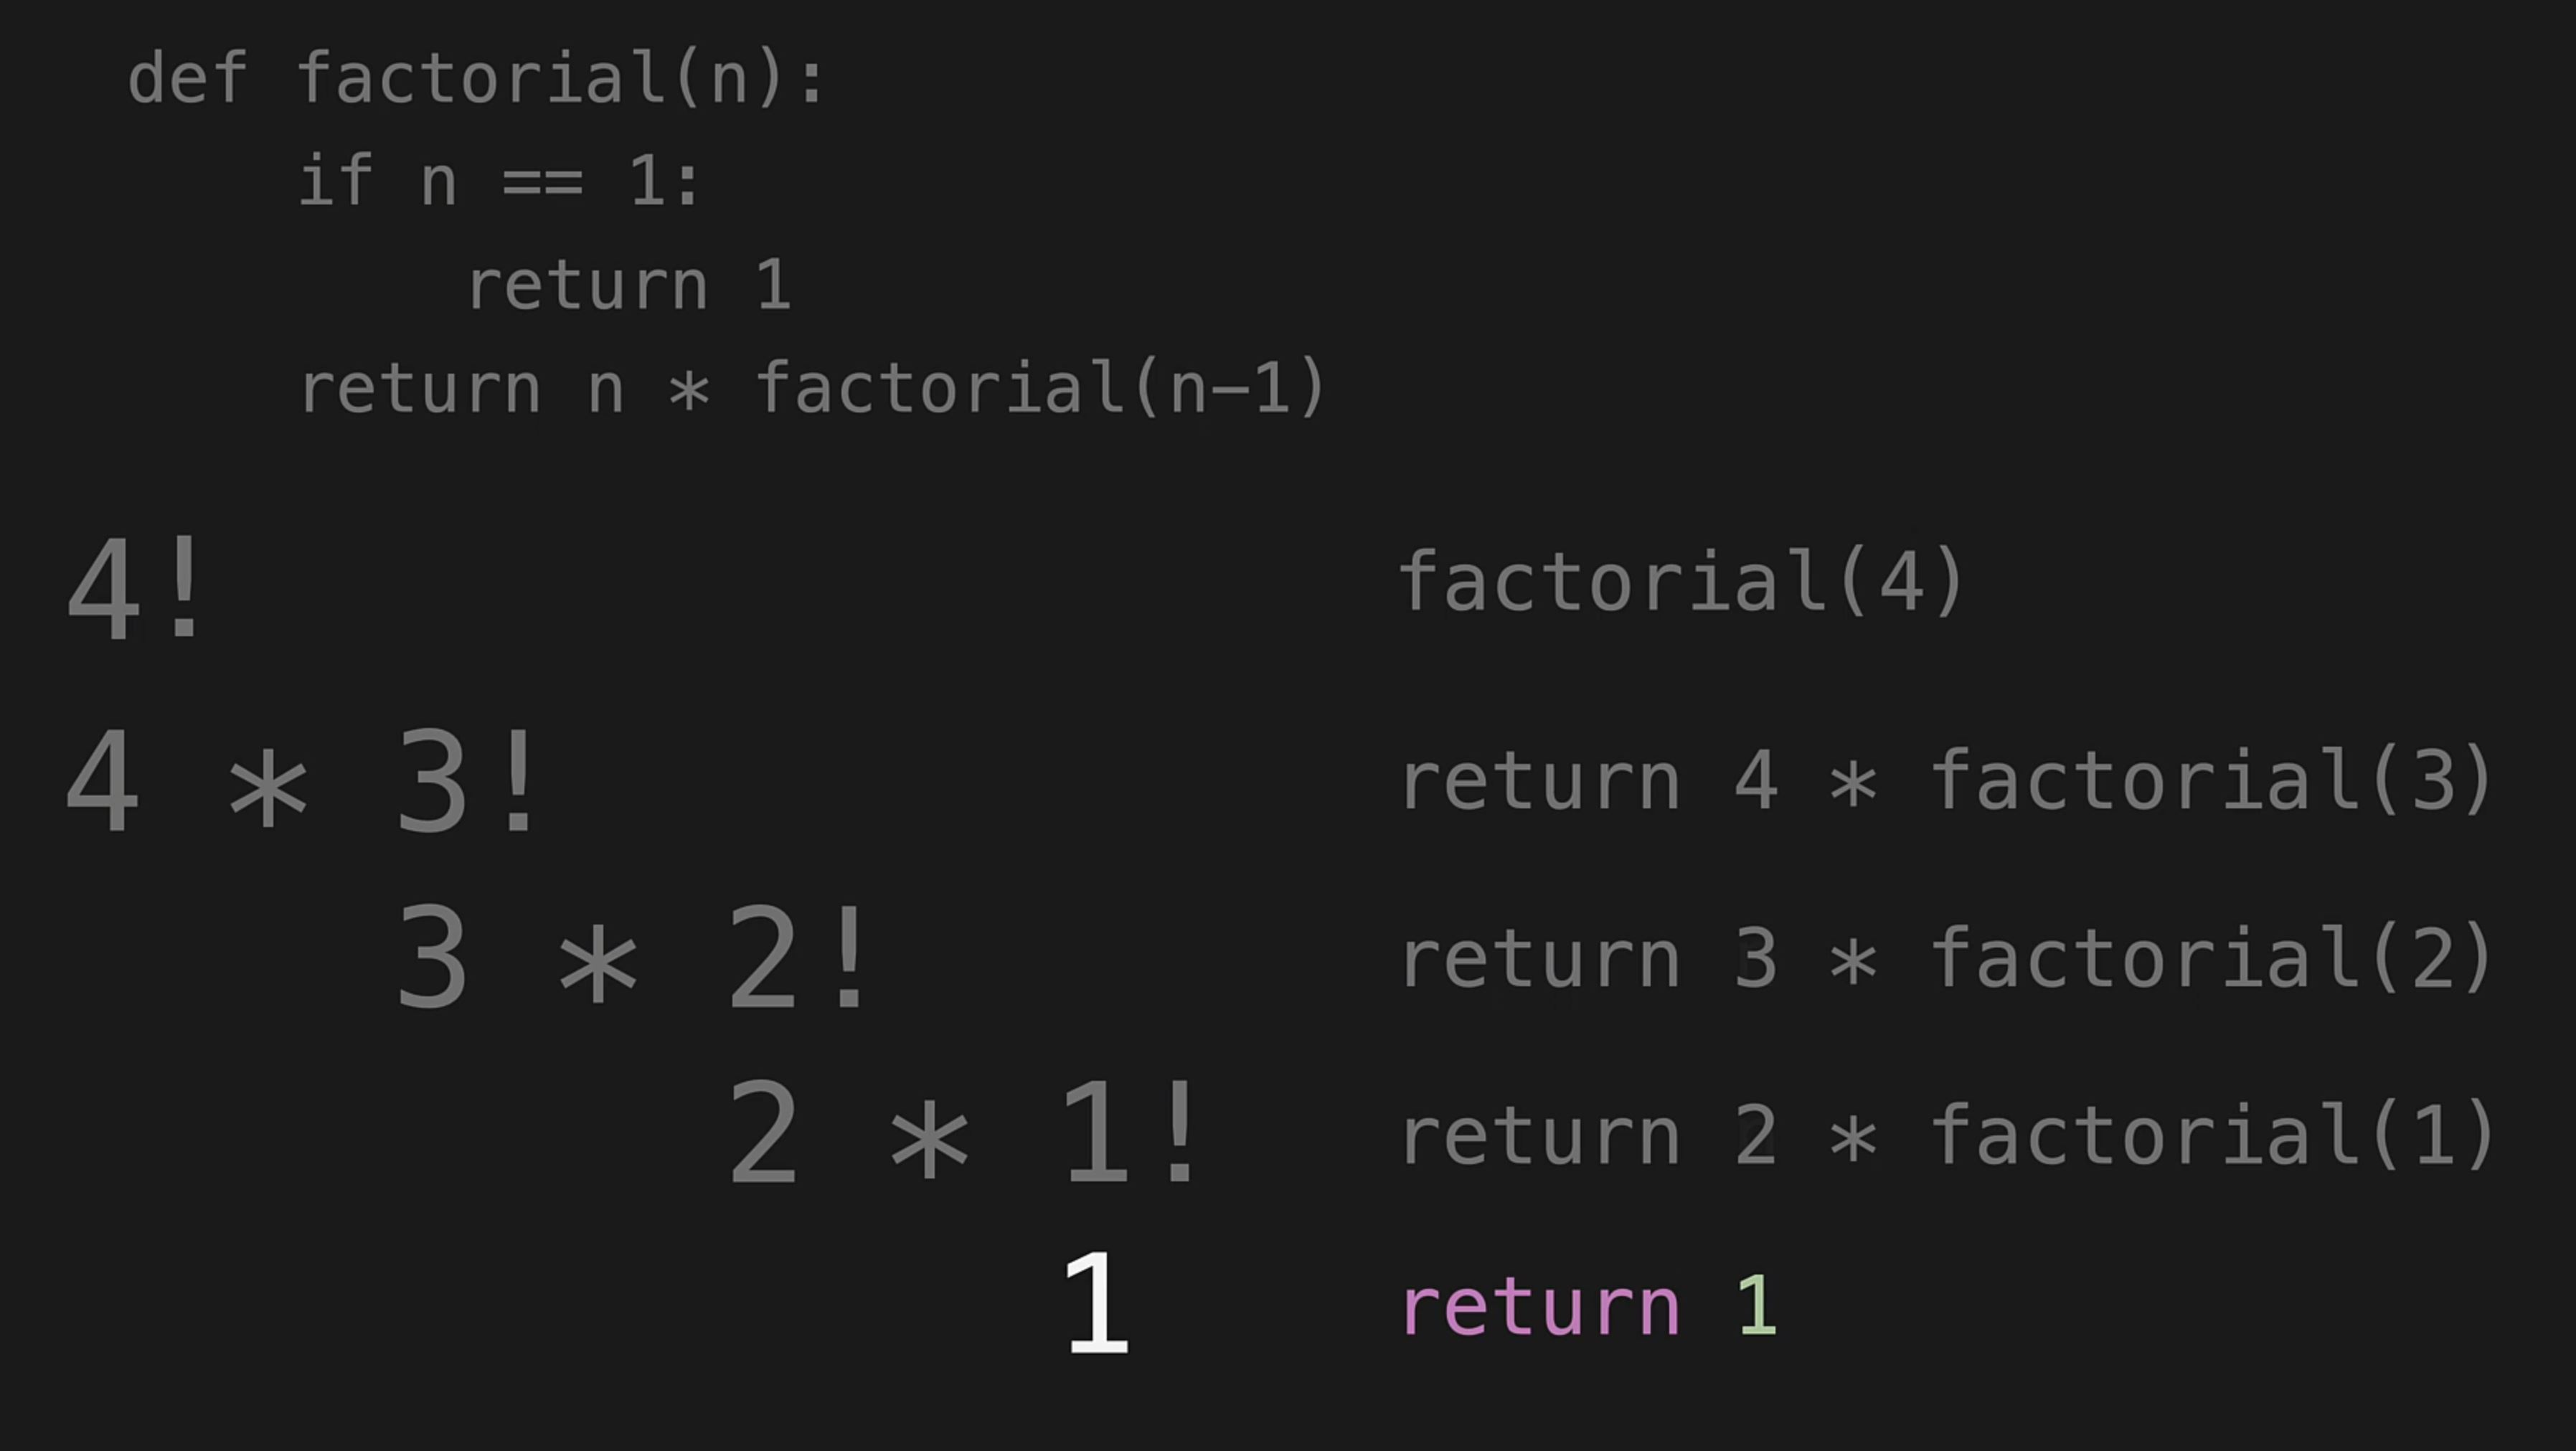 def factorial(n):
    if n == 1:
        return 1
    return n * factorial(n-1)
4!
factorial(4)
4 * 3!
return 4 * factorial(3)
3 * 2!
return 3 * factorial(2)
2 * 1!
return 2 * factorial(1)
1
return 1